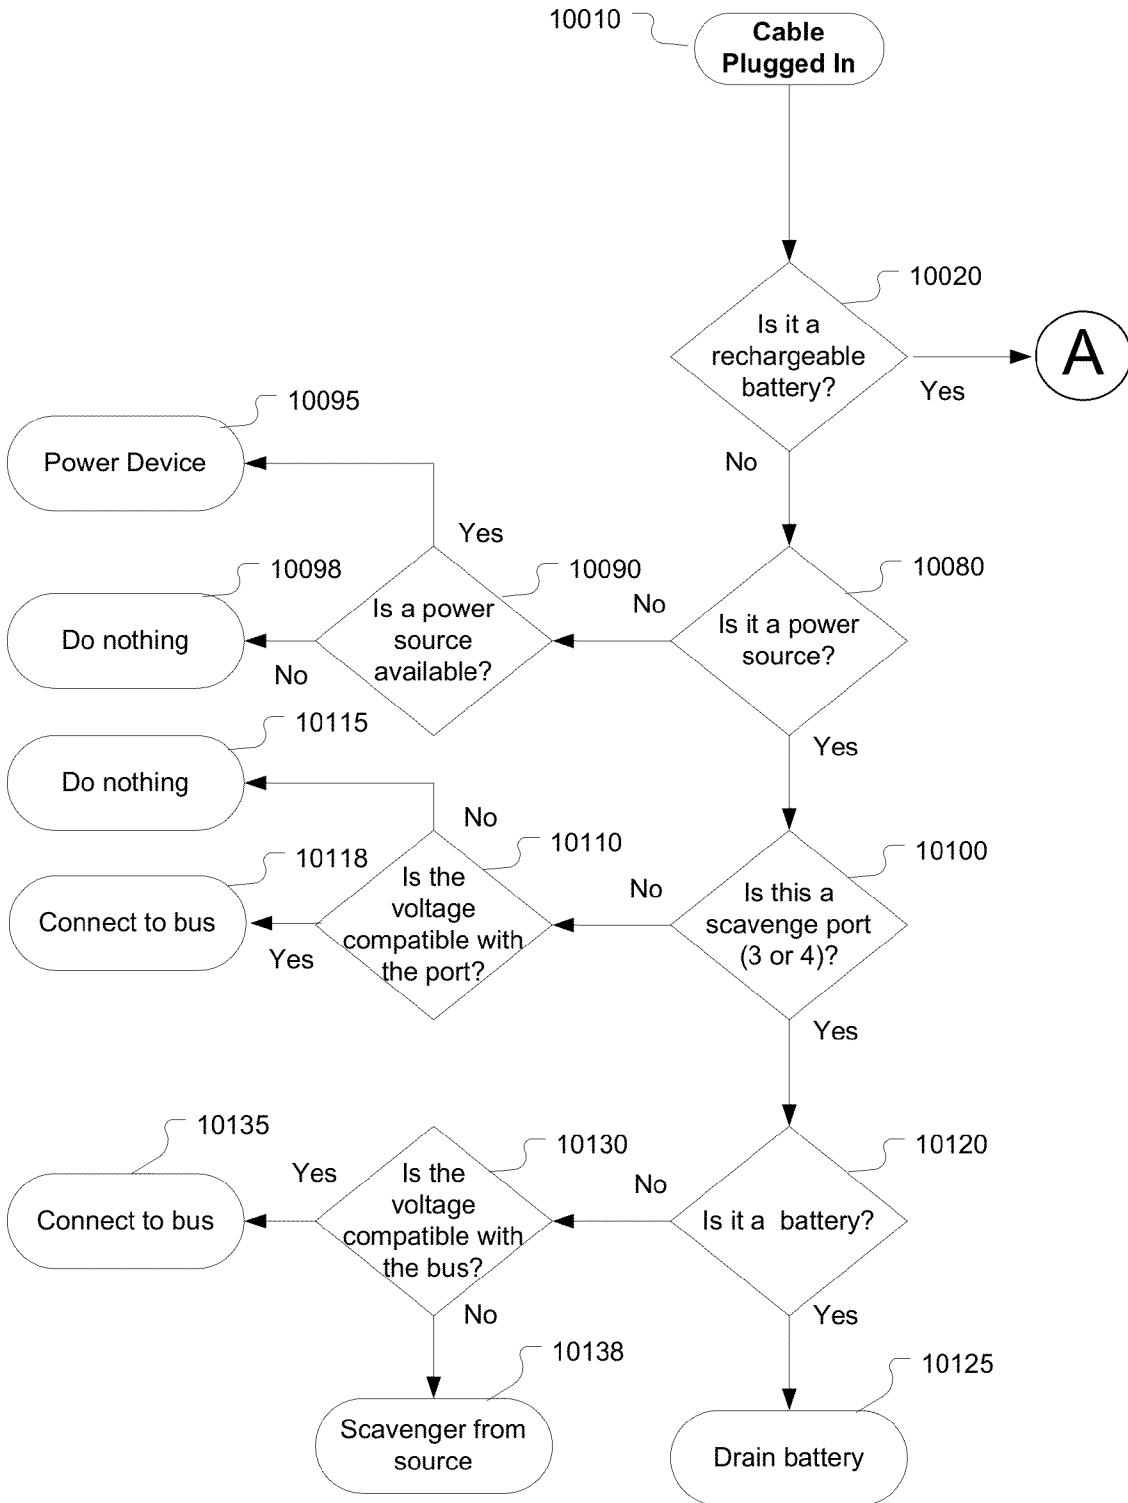 10010
Cable
Plugged In
10020
Is it a
rechargeable
battery?
Yes
A
No
10095
Power Device
Yes
10098
Do nothing
No
10090
Is a power
source
available?
No
10080
Is it a power
source?
Yes
10115
Do nothing
No
10118
Connect to bus
Yes
10110
Is the
voltage
compatible with
the port?
No
10100
Is this a
scavenge port
(3 or 4)?
Yes
10135
Connect to bus
Yes
10130
Is the
voltage
compatible with
the bus?
No
10120
Is it a  battery?
No
Yes
10138
Scavenger from
source
10125
Drain battery